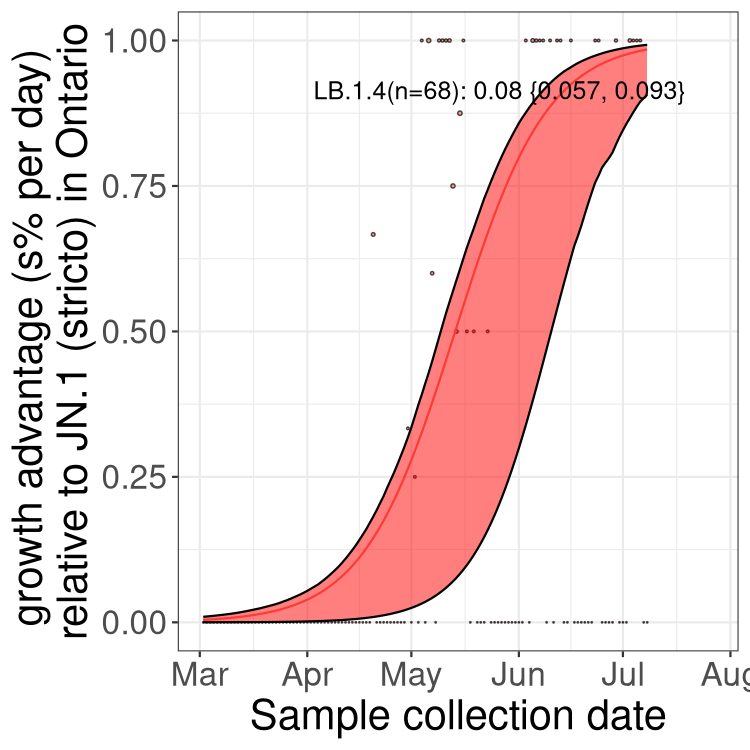 growth advantage (s% per day)
relative to JN.1 (stricto) in Ontario
1.00
0.75
0.50
0.25
0.00
LB.1.4(n=68): 0.08 {0.057, 0.093}
Mar Apr May Jun Jul Aug
Sample collection date